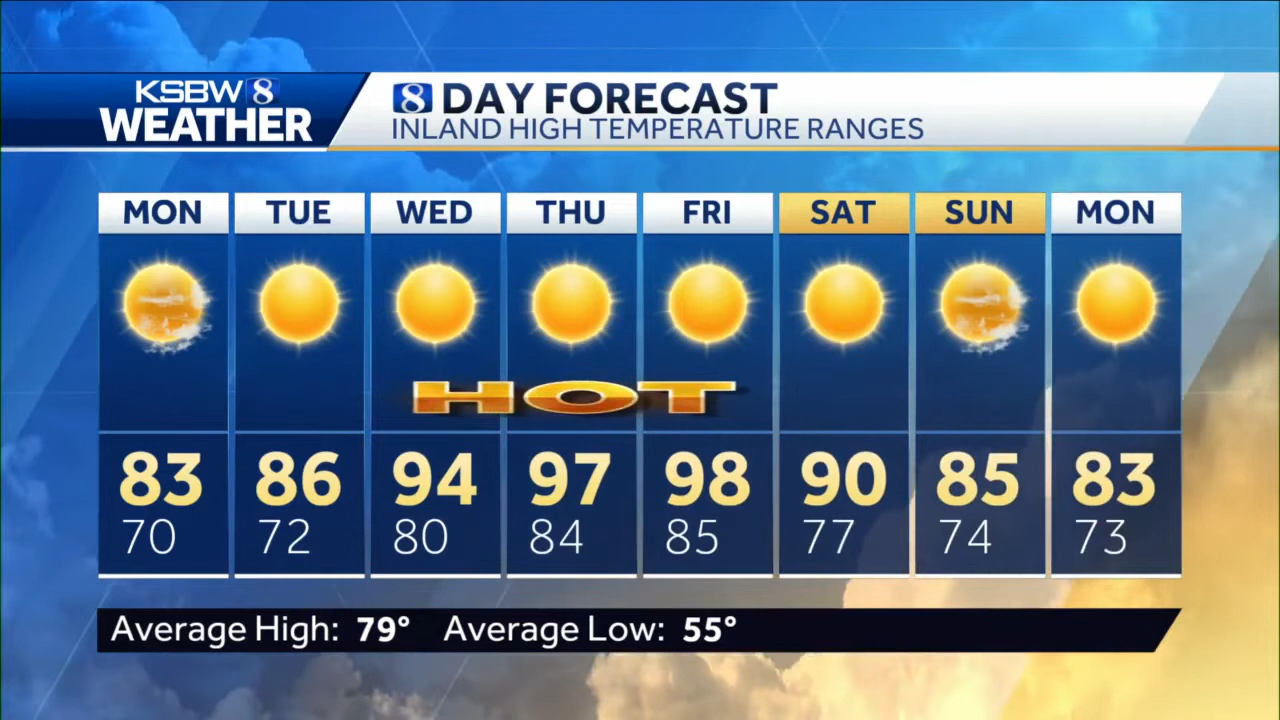 KSBW 8
WEATHER
8 DAY FORECAST
INLAND HIGH TEMPERATURE RANGES
MON TUE WED THU FRI SAT SUN MON
HOT
83 86 94 97 98 90 85 83
70 72 80 84 85 77 74 73
Average High: 79° Average Low: 55°